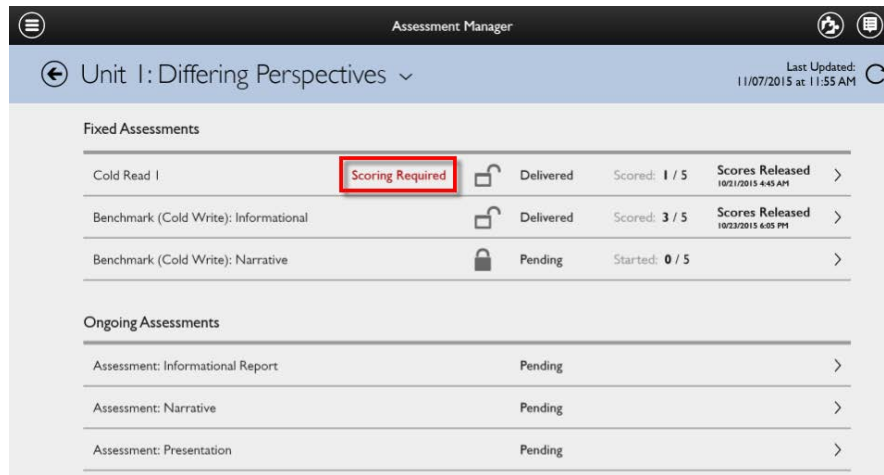 Assessment Manager
Unit 1: Differing Perspectives
Last Updated:
11/07/2015 at 11:55 AM
Fixed Assessments
Cold Read 1 Scoring Required Delivered Scored: 1 / 5 Scores Released
10/21/2015 4:45 AM
Benchmark (Cold Write): Informational Delivered Scored: 3 / 5 Scores Released
10/23/2015 6:05 PM
Benchmark (Cold Write): Narrative Pending Started: 0 / 5
Ongoing Assessments
Assessment: Informational Report Pending
Assessment: Narrative Pending
Assessment: Presentation Pending